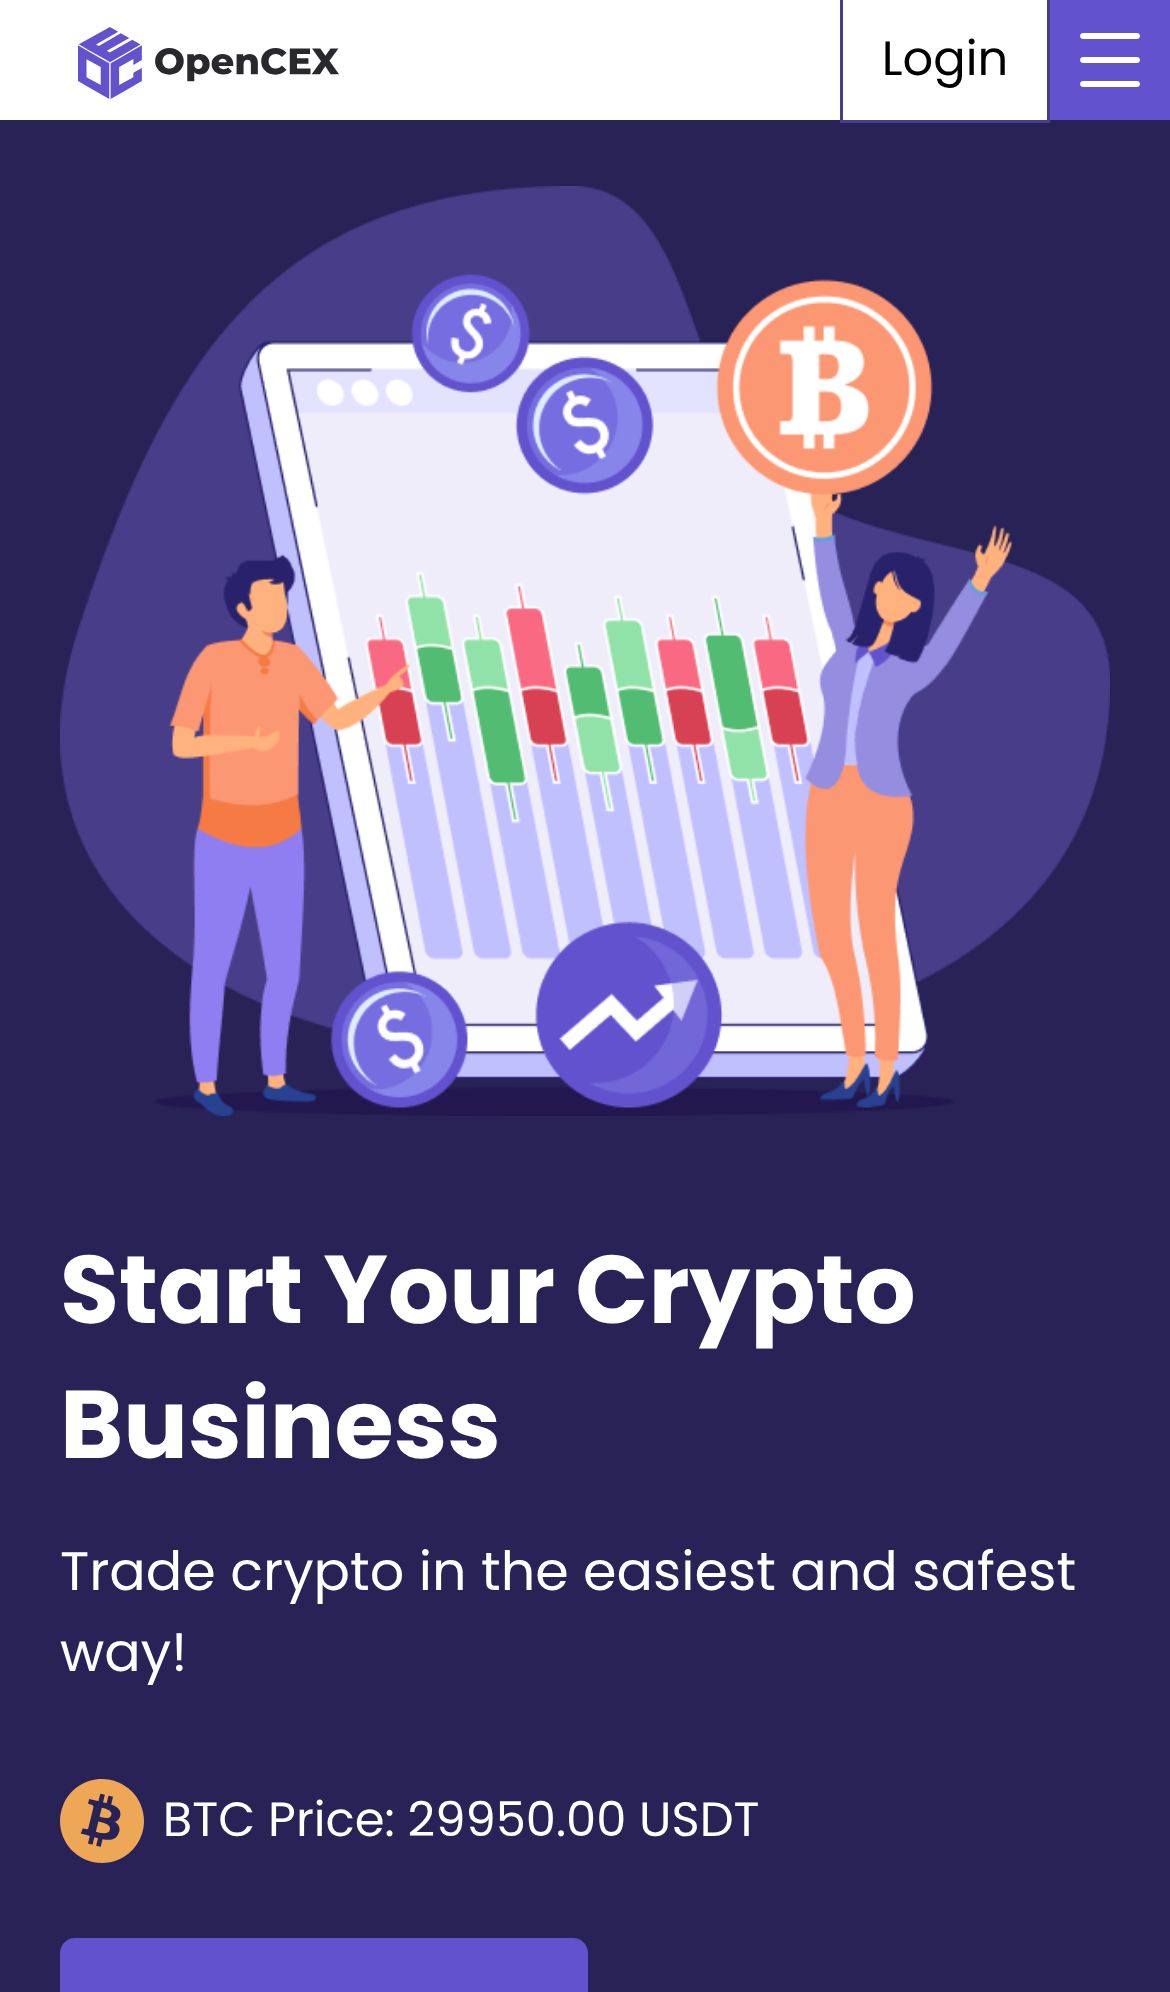 OpenCEX
Login
Start Your Crypto
Business
Trade crypto in the easiest and safest
way!
BTC Price: 29950.00 USDT